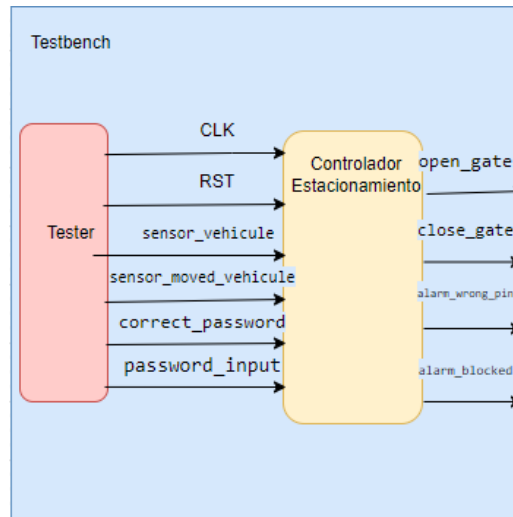 Testbench
CLK
RST
Tester
sensor_vehicule
sensor_moved_vehicule
correct_password
password_input
Controlador
Estacionamiento
open_gate
close_gate
alarm_wrong_pin
alarm_blocked